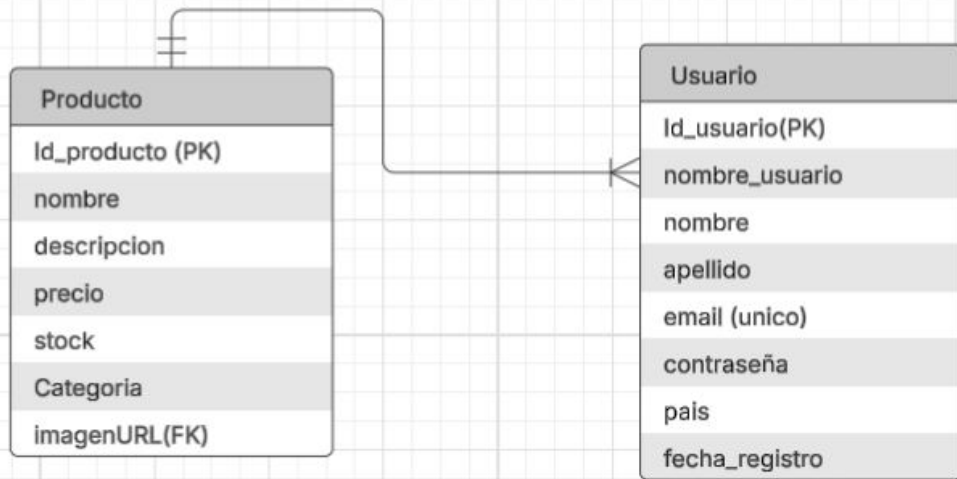 Producto
Id_producto (PK)
nombre
descripcion
precio
stock
Categoria
imagenURL(FK)
Usuario
Id_usuario(PK)
nombre_usuario
nombre
apellido
email (unico)
contraseña
pais
fecha_registro